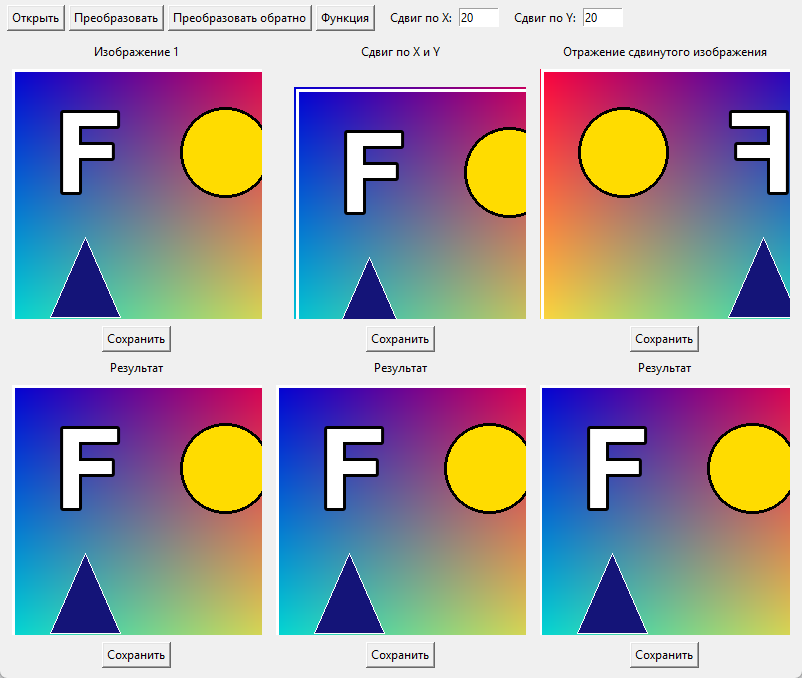 Открыть Преобразовать Преобразовать обратно Функция Сдвиг по X: 20 Сдвиг по Y: 20
Изображение 1 Сдвиг по X и Y Отражение сдвинутого изображения
F F F
Сохранить Сохранить Сохранить
Результат Результат Результат
F F F
Сохранить Сохранить Сохранить